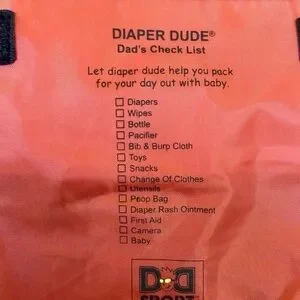 DIAPER DUDE®
Dad's Check List
Let diaper dude help you pack
for your day out with baby.
Diapers
Wipes
Bottle
Pacifier
Bib & Burp Cloth
Toys
Snacks
Change Of Clothes
Utensils
Poop Bag
Diaper Rash Ointment
First Aid
Camera
Baby
DD
SPORT